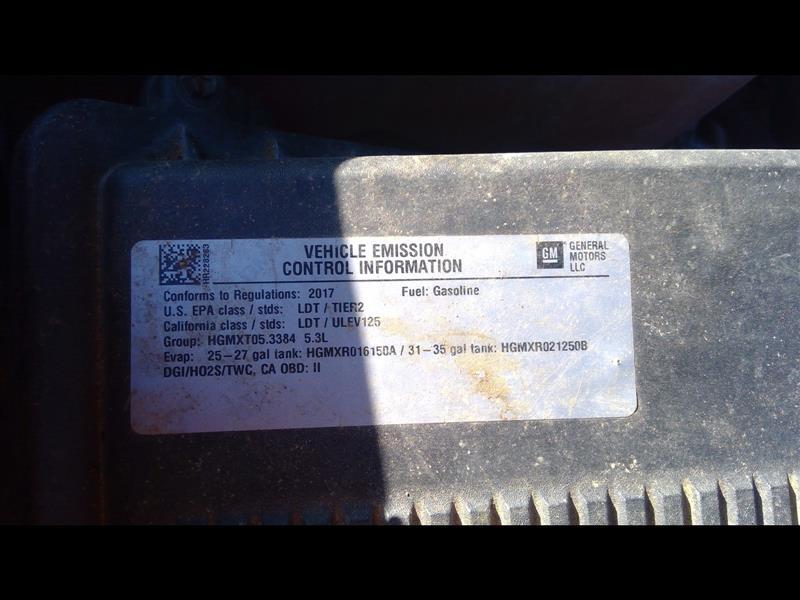 VEHICLE EMISSION
CONTROL INFORMATION
GM GENERAL
MOTORS
LLC
Conforms to Regulations: 2017 Fuel: Gasoline
U.S. EPA class / stds: LDT / TIER2
California class / stds: LDT / ULEV125
Group: HGMXT05.3384 5.3L
Evap: 25-27 gal tank: HGMXR016150A / 31-35 gal tank: HGMXR021250B
DGI/HO2S/TWC, CA OBD: II